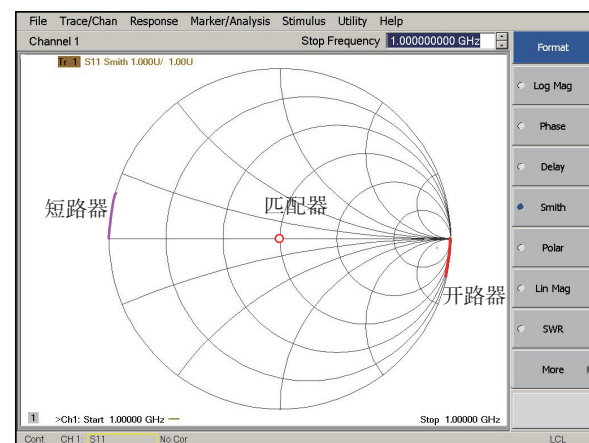 File Trace/Chan Response Marker/Analysis Stimulus Utility Help
Channel 1 Stop Frequency 1.000000000 GHz
Format
Tr 1 S11 Smith 1.000U/ 1.00U
Log Mag
Phase
Delay
短路器 匹配器
Smith
Polar
开路器
Lin Mag
SWR
More
1 >Ch1: Start 1.00000 GHz Stop 1.00000 GHz
Cont. CH 1: S11 No Cor LCL